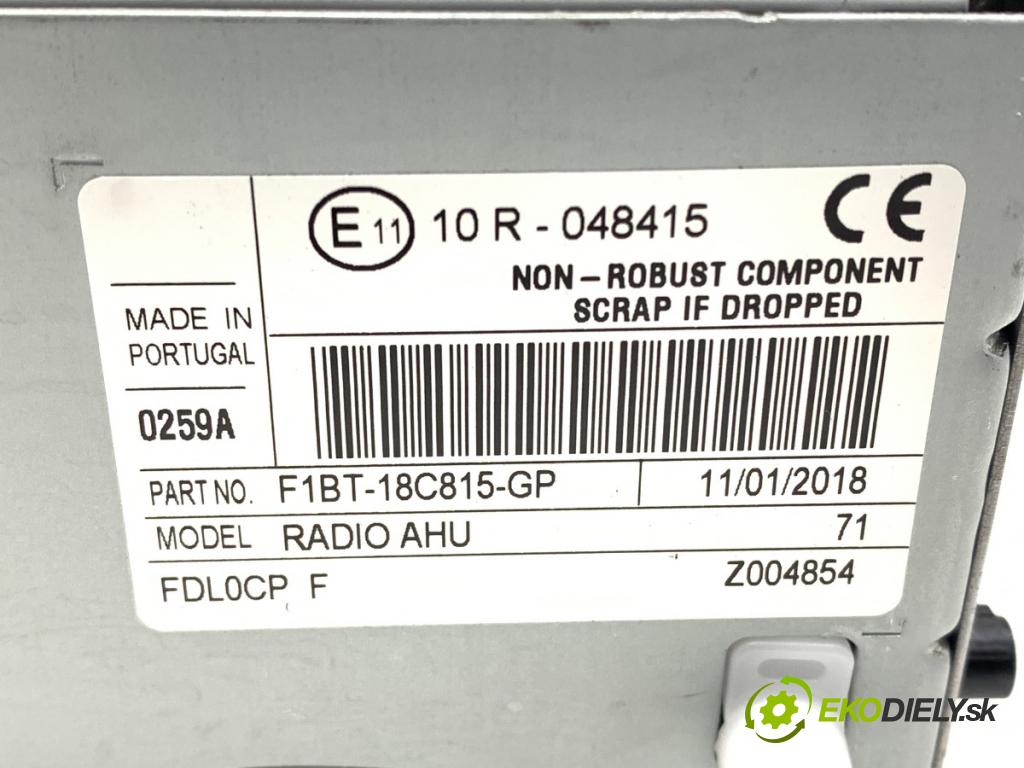 E 11 10 R - 048415 CE
NON – ROBUST COMPONENT
SCRAP IF DROPPED
MADE IN
PORTUGAL
0259A
PART NO. F1BT-18C815-GP 11/01/2018
MODEL RADIO AHU 71
FDL0CP F Z004854
EKODIELY.sk